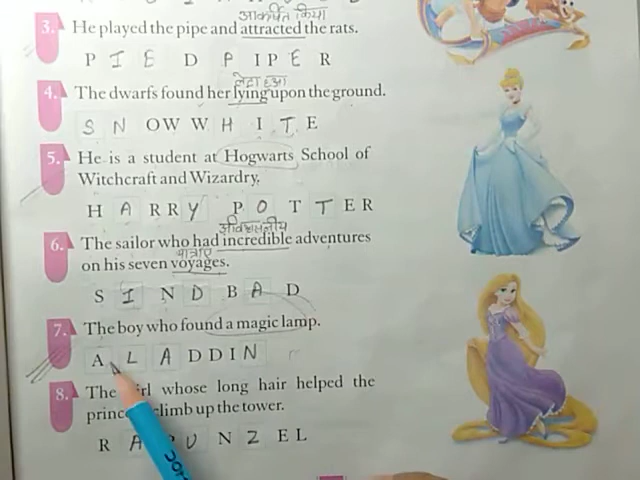 आकर्षित किया
3. He played the pipe and attracted the rats.
P I E D P I P E R
लेटा हुआ
4. The dwarfs found her lying upon the ground.
S N OW W H I T E
5. He is a student at Hogwarts School of
Witchcraft and Wizardry.
H A R R Y P O T T E R
अविश्वसनीय
6. The sailor who had incredible adventures
यात्राएं
on his seven voyages.
S I N D B A D
7. The boy who found a magic lamp.
A L A D D I N
8. The girl whose long hair helped the
prince climb up the tower.
R A P U N Z E L